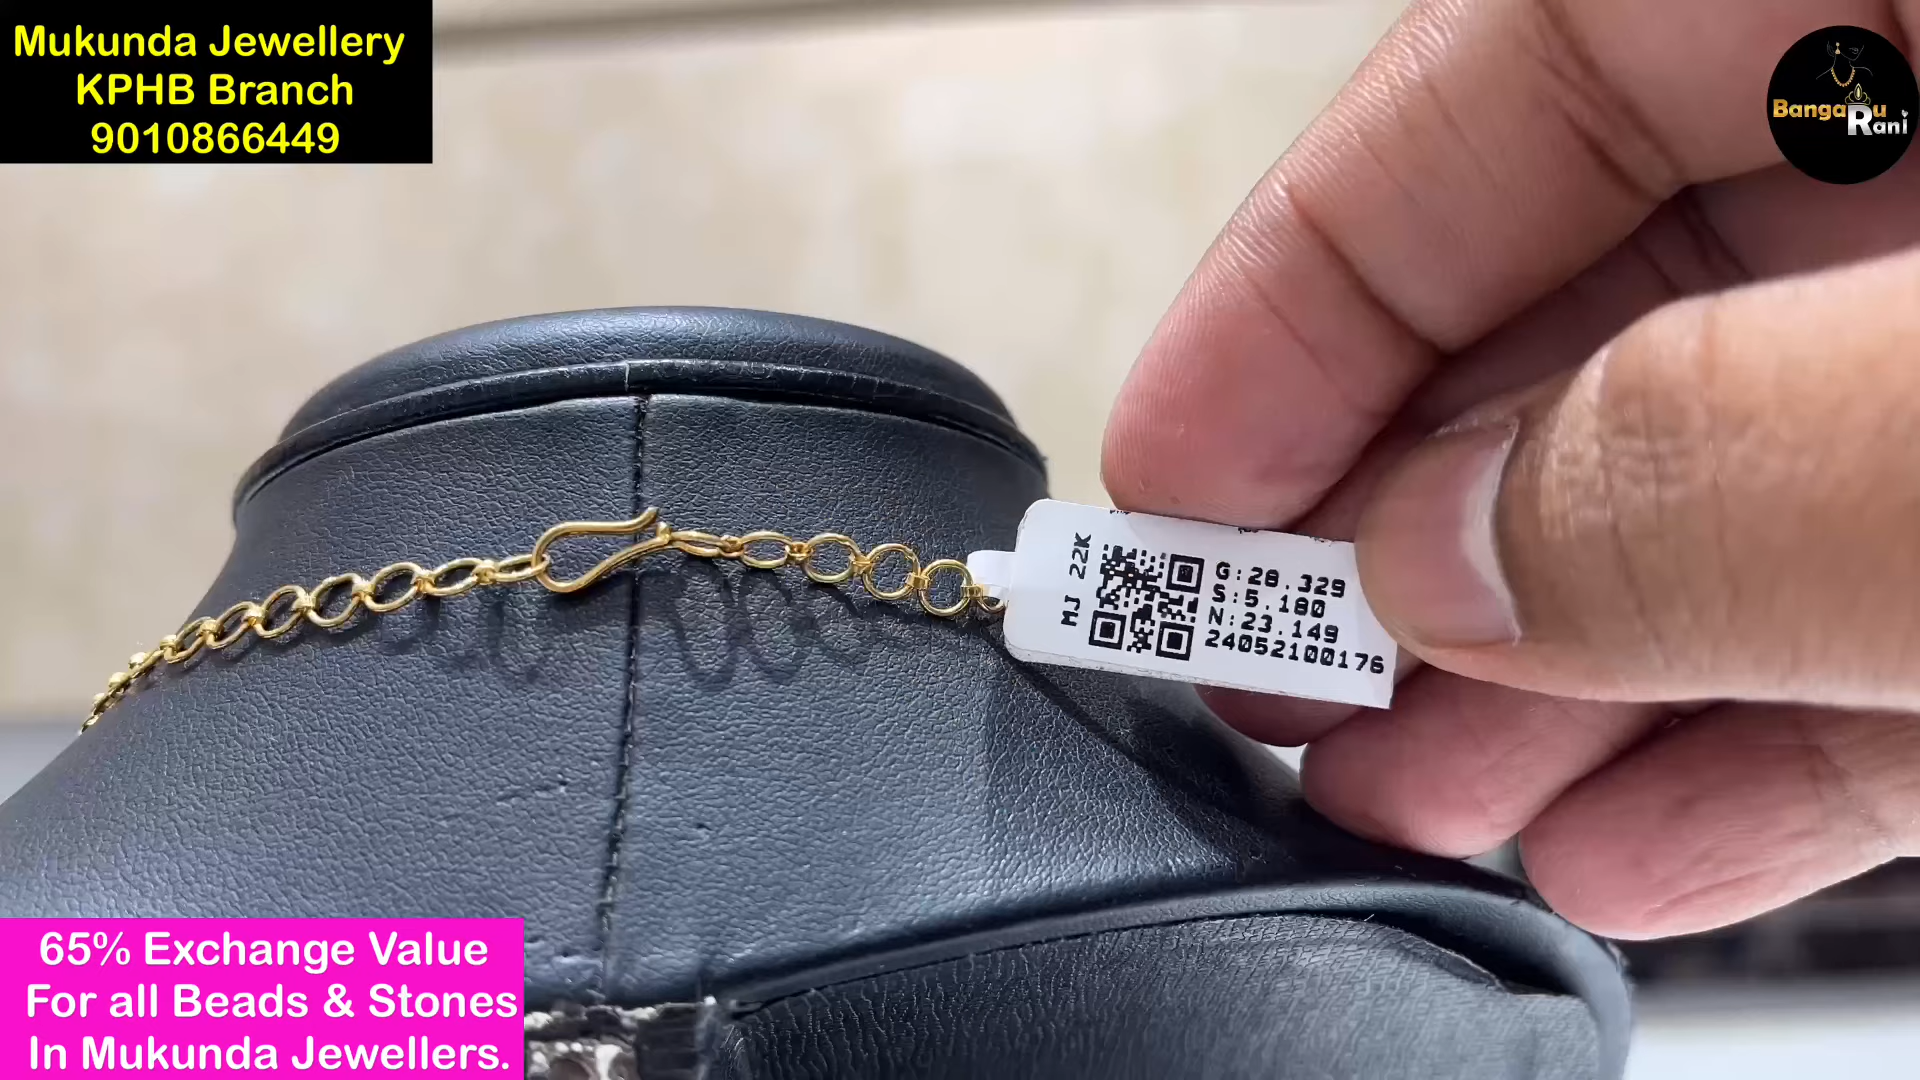 Mukunda Jewellery
KPHB Branch
9010866449
Bangaru
Rani
MJ 22K
G:28.329
S:5.180
N:23.149
24052100176
65% Exchange Value
For all Beads & Stones
In Mukunda Jewellers.